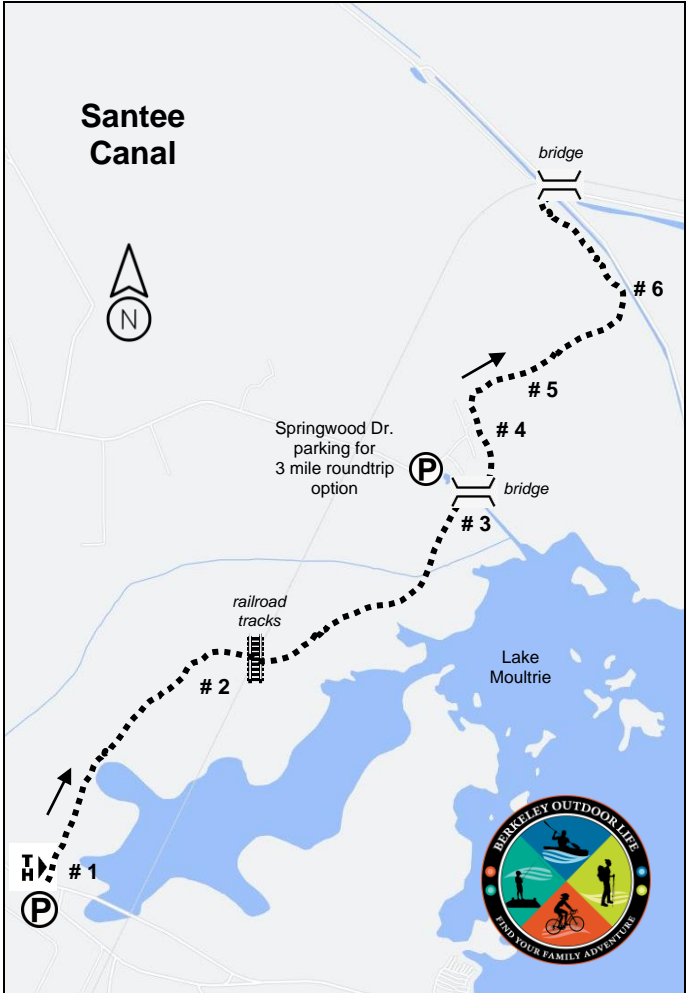 Santee
Canal
bridge
N
# 6
# 5
Springwood Dr.
parking for
3 mile roundtrip
option
P
# 4
bridge
# 3
railroad
tracks
Lake
Moultrie
# 2
TH
# 1
P
BERKELEY OUTDOOR LIFE
FIND YOUR FAMILY ADVENTURE